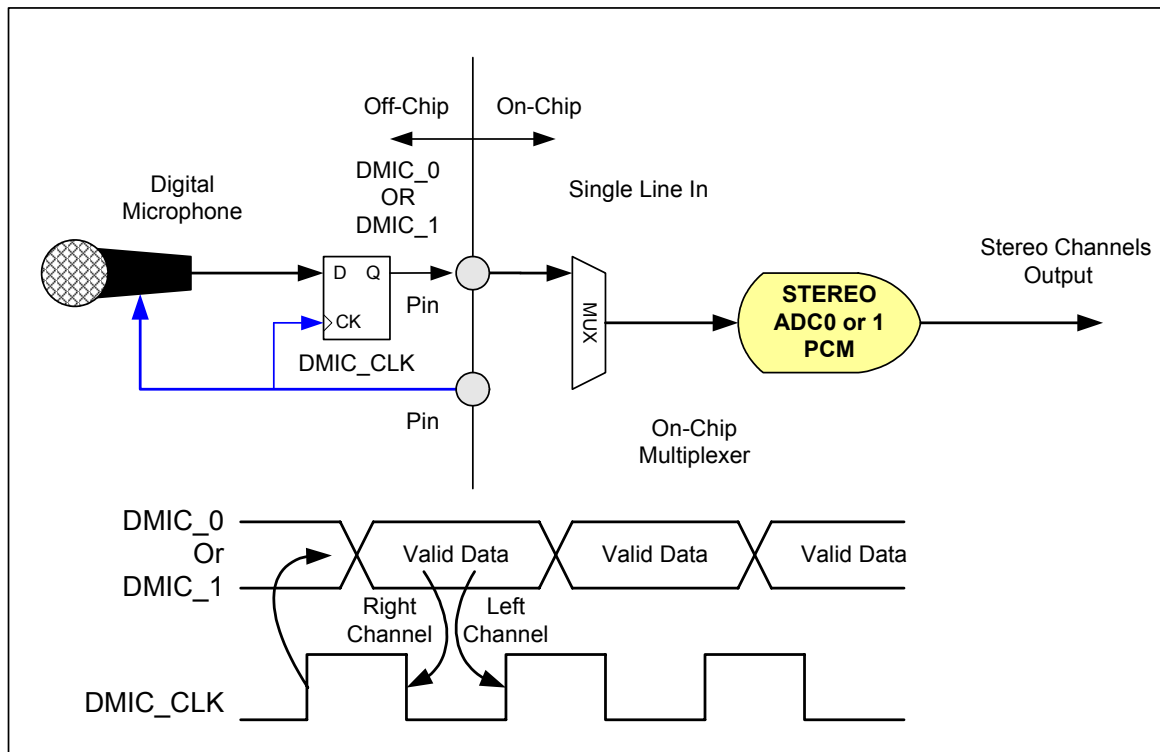 Off-Chip
On-Chip
DMIC_0
OR
DMIC_1
Digital
Microphone
Single Line In
Stereo Channels
Output
D Q
CK
Pin
MUX
STEREO
ADC0 or 1
PCM
DMIC_CLK
Pin
On-Chip
Multiplexer
DMIC_0
Or
DMIC_1
Valid Data
Valid Data
Valid Data
Right
Channel
Left
Channel
DMIC_CLK